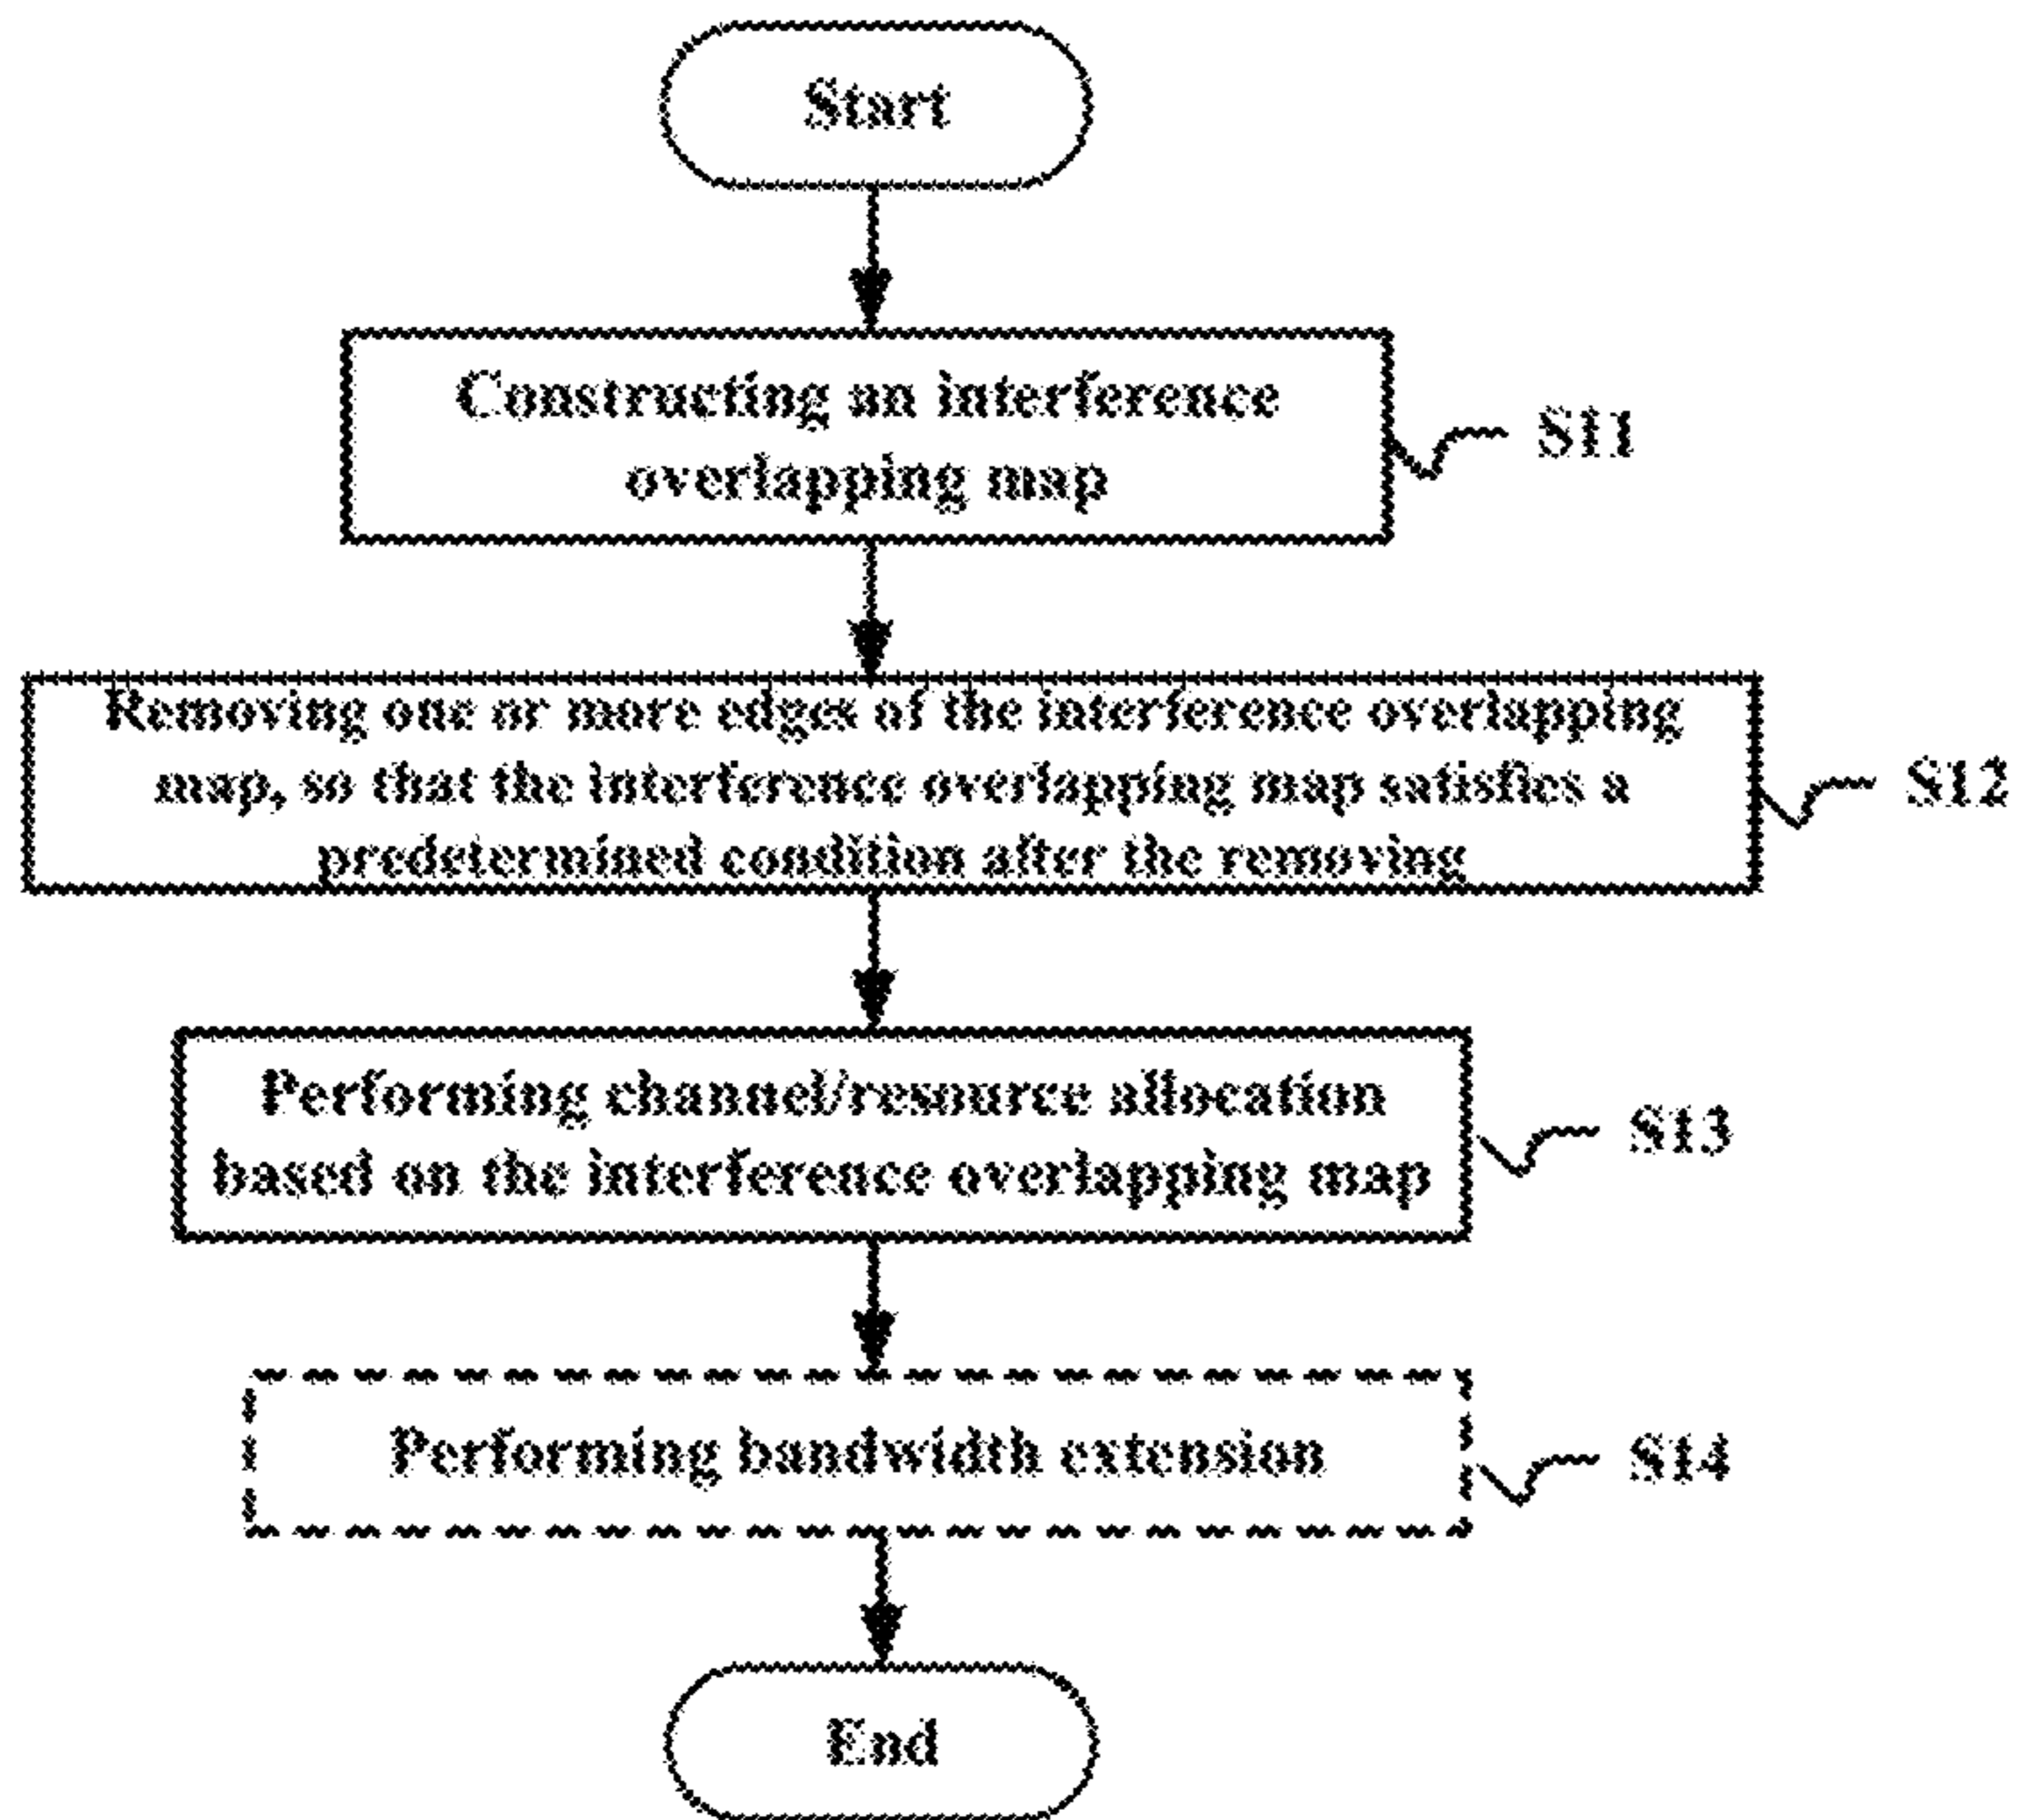 Start
Constructing an interference
overlapping map
S11
Removing one or more edges of the interference overlapping
map, so that the interference overlapping map satisfies a
predetermined condition after the removing
S12
Performing channel/resource allocation
based on the interference overlapping map
S13
Performing bandwidth extension
S14
End